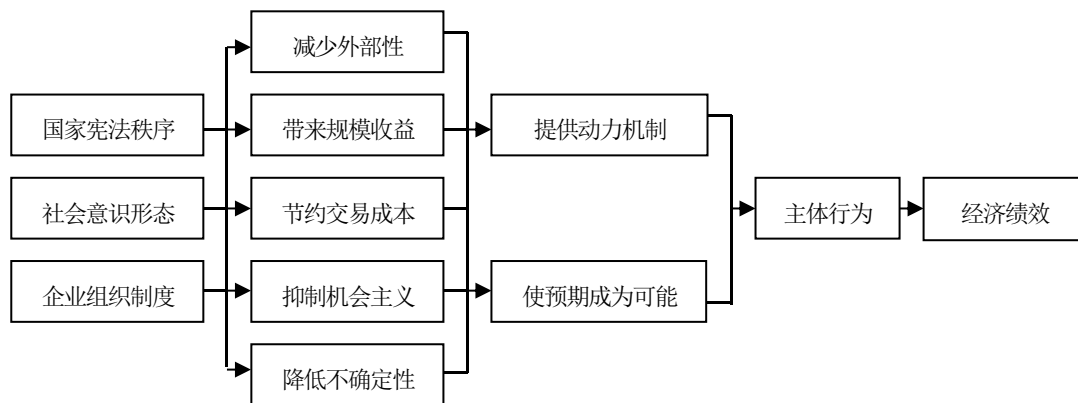 减少外部性
国家宪法秩序
带来规模收益
提供动力机制
社会意识形态
节约交易成本
主体行为
经济绩效
企业组织制度
抑制机会主义
使预期成为可能
降低不确定性